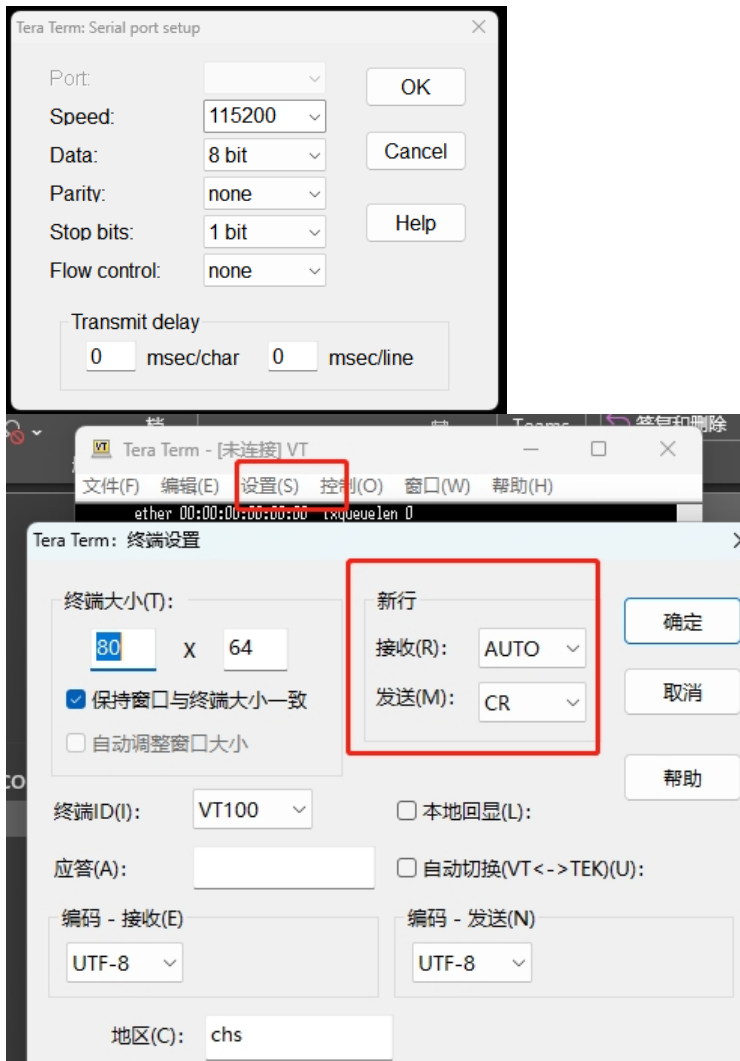 Tera Term: Serial port setup
Port:
Speed: 115200
Data: 8 bit
Parity: none
Stop bits: 1 bit
Flow control: none
OK
Cancel
Help
Transmit delay
0 msec/char 0 msec/line
Teams
答复和删除
Tera Term - [未连接] VT
文件(F) 编辑(E) 设置(S) 控制(O) 窗口(W) 帮助(H)
ether 00:00:00:00:00:00 txqueuelen 0
Tera Term: 终端设置
终端大小(T):
80 X 64
保持窗口与终端大小一致
自动调整窗口大小
新行
接收(R): AUTO
发送(M): CR
确定
取消
帮助
终端ID(I): VT100
本地回显(L):
应答(A):
自动切换(VT<->TEK)(U):
编码 - 接收(E)
UTF-8
编码 - 发送(N)
UTF-8
地区(C): chs